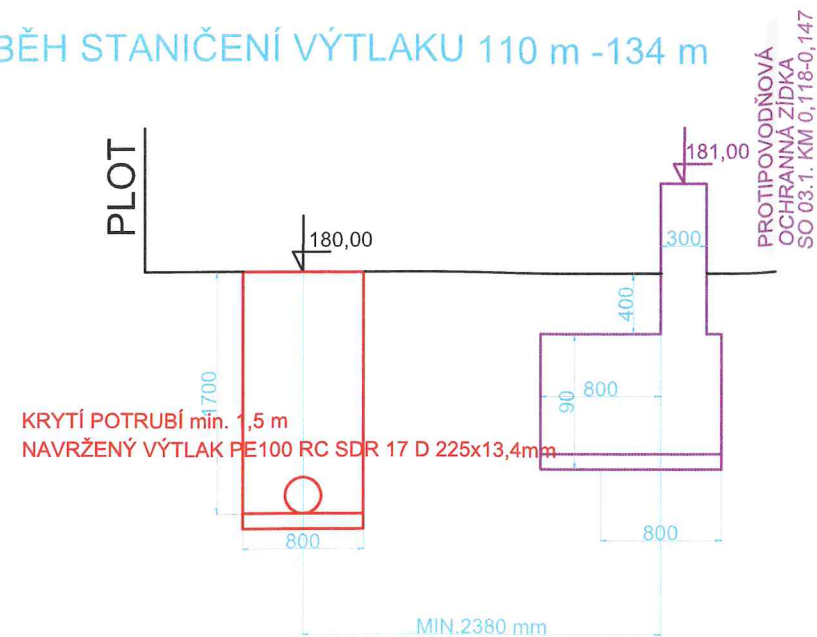 BĚH STANIČENÍ VÝTLAKU 110 m -134 m
PROTIPOVODŇOVÁ
OCHRANNÁ ZÍDKA
SO 03.1. KM 0,118-0,147
PLOT
181,00
180,00
300
400
1700
90
800
KRYTÍ POTRUBÍ min. 1,5 m
NAVRŽENÝ VÝTLAK PE100 RC SDR 17 D 225x13,4mm
800
800
MIN.2380 mm